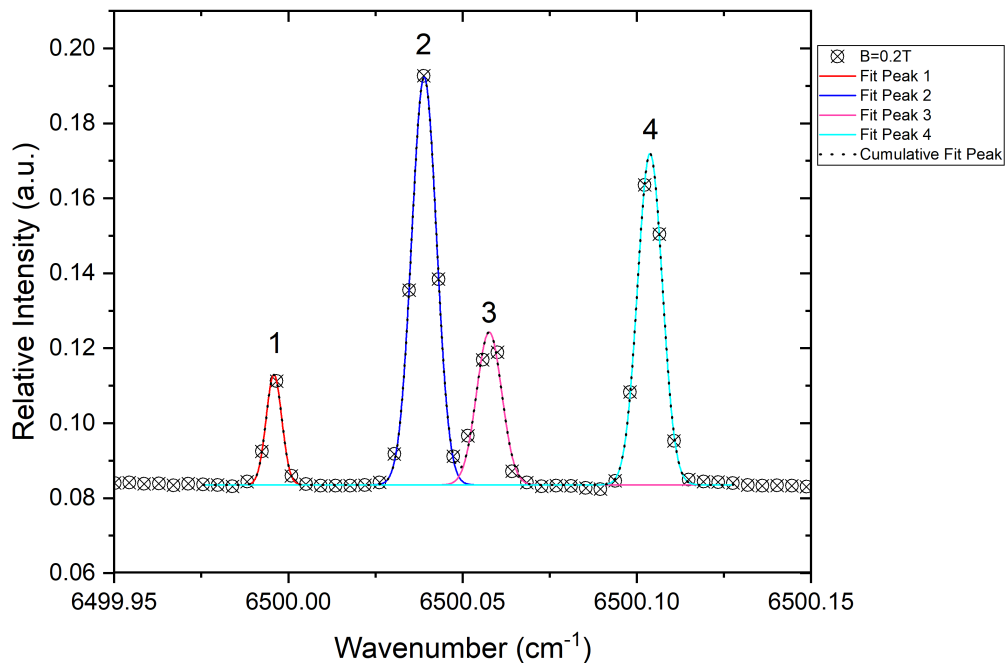 0.20
0.18
0.16
0.14
0.12
0.10
0.08
0.06
Relative Intensity (a.u.)
1
2
3
4
B=0.2T
Fit Peak 1
Fit Peak 2
Fit Peak 3
Fit Peak 4
Cumulative Fit Peak
6499.95 6500.00 6500.05 6500.10 6500.15
Wavenumber (cm⁻¹)